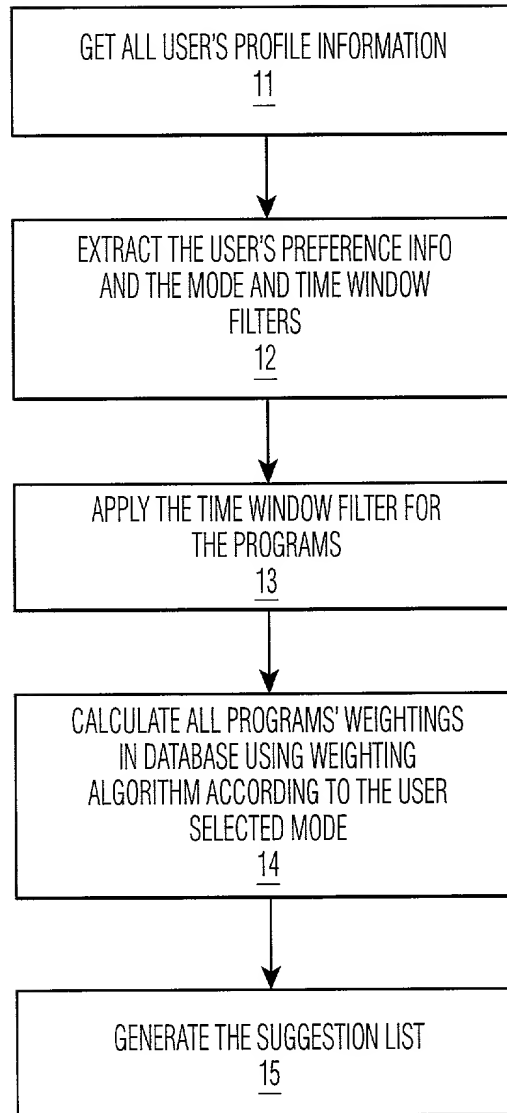 GET ALL USER'S PROFILE INFORMATION
11
EXTRACT THE USER'S PREFERENCE INFO
AND THE MODE AND TIME WINDOW
FILTERS
12
APPLY THE TIME WINDOW FILTER FOR
THE PROGRAMS
13
CALCULATE ALL PROGRAMS' WEIGHTINGS
IN DATABASE USING WEIGHTING
ALGORITHM ACCORDING TO THE USER
SELECTED MODE
14
GENERATE THE SUGGESTION LIST
15